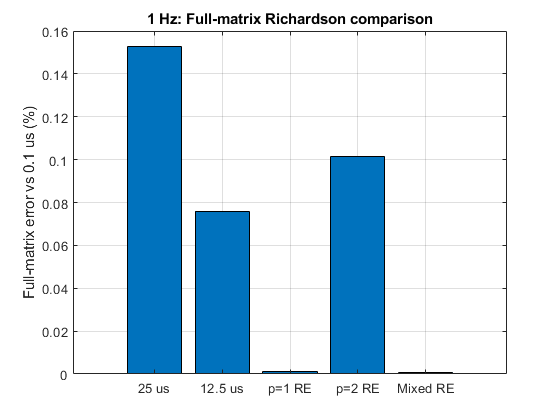 1 Hz: Full-matrix Richardson comparison
Full-matrix error vs 0.1 us (%)
0.16
0.14
0.12
0.1
0.08
0.06
0.04
0.02
0
25 us
12.5 us
p=1 RE
p=2 RE
Mixed RE